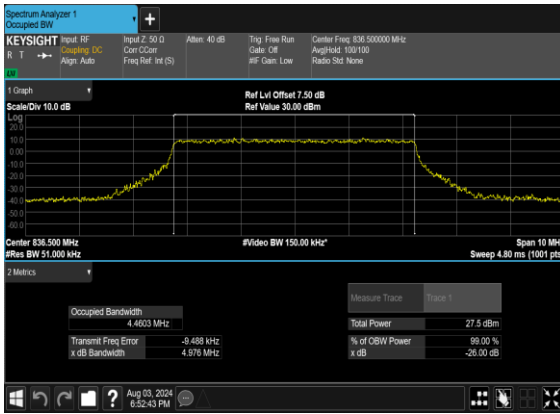 Spectrum Analyzer 1
Occupied BW
KEYSIGHT
R T
LXI
Input: RF
Coupling: DC
Align: Auto
Input Z: 50 Ω
Corr CCorr
Freq Ref: Int (S)
Atten: 40 dB
Trig: Free Run
Gate: Off
#IF Gain: Low
Center Freq: 836.500000 MHz
Avg|Hold: 100/100
Radio Std: None
1 Graph
Scale/Div 10.0 dB
Ref Lvl Offset 7.50 dB
Ref Value 30.00 dBm
Log
20.0
10.0
0.00
-10.0
-20.0
-30.0
-40.0
-50.0
-60.0
Center 836.500 MHz
#Res BW 51.000 kHz
#Video BW 150.00 kHz*
Span 10 MH
Sweep 4.80 ms (1001 pts
2 Metrics
Measure Trace
Trace 1
Occupied Bandwidth
4.4603 MHz
Total Power
27.5 dBm
Transmit Freq Error
-9.488 kHz
% of OBW Power
99.00 %
x dB Bandwidth
4.976 MHz
x dB
-26.00 dB
?
Aug 03, 2024
6:52:43 PM